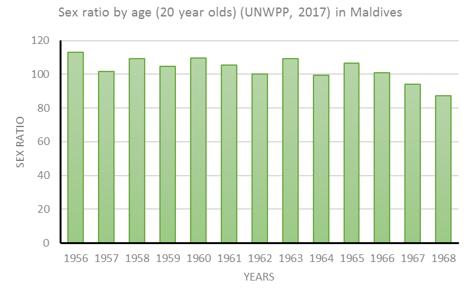 Sex ratio by age (20 year olds) (UNWPP, 2017) in Maldives
120
100
80
60
40
20
0
SEX RATIO
1956 1957 1958 1959 1960 1961 1962 1963 1964 1965 1966 1967 1968
YEARS